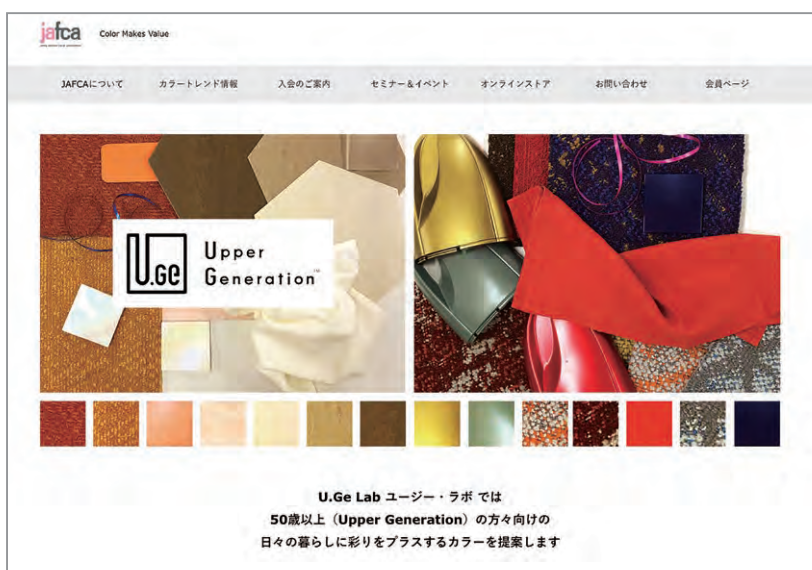 jafca
Color Makes Value
JAFCAについて カラートレンド情報 入会のご案内 セミナー＆イベント オンラインストア お問い合わせ 会員ページ
U.GE
Upper
Generation™
U.Ge Lab ユージー・ラボ では
50歳以上（Upper Generation）の方々向けの
日々の暮らしに彩りをプラスするカラーを提案します